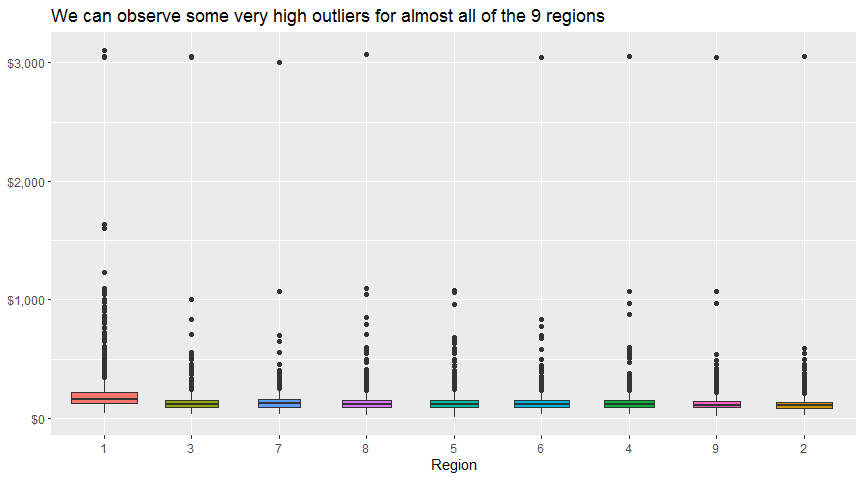 We can observe some very high outliers for almost all of the 9 regions
$3,000
$2,000
$1,000
$0
1 3 7 8 5 6 4 9 2
Region